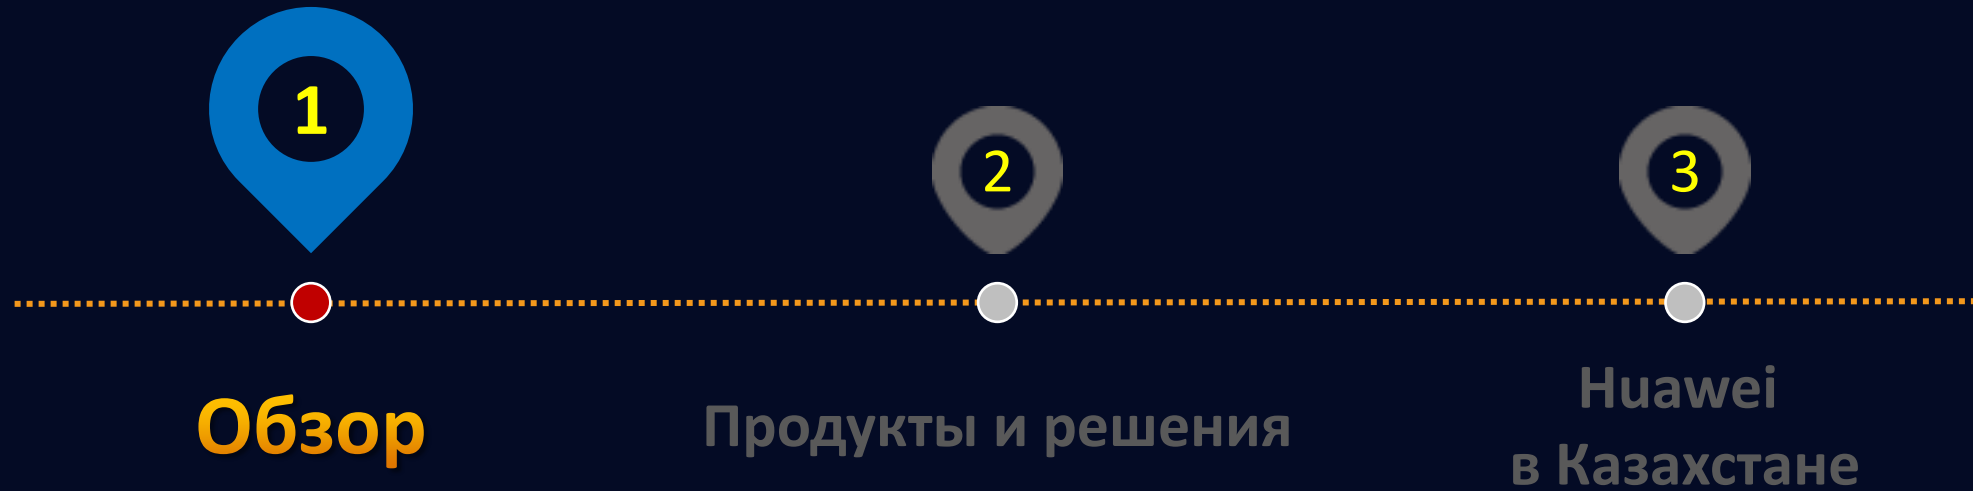 1
2
3
Обзор
Продукты и решения
Huawei
в Казахстане